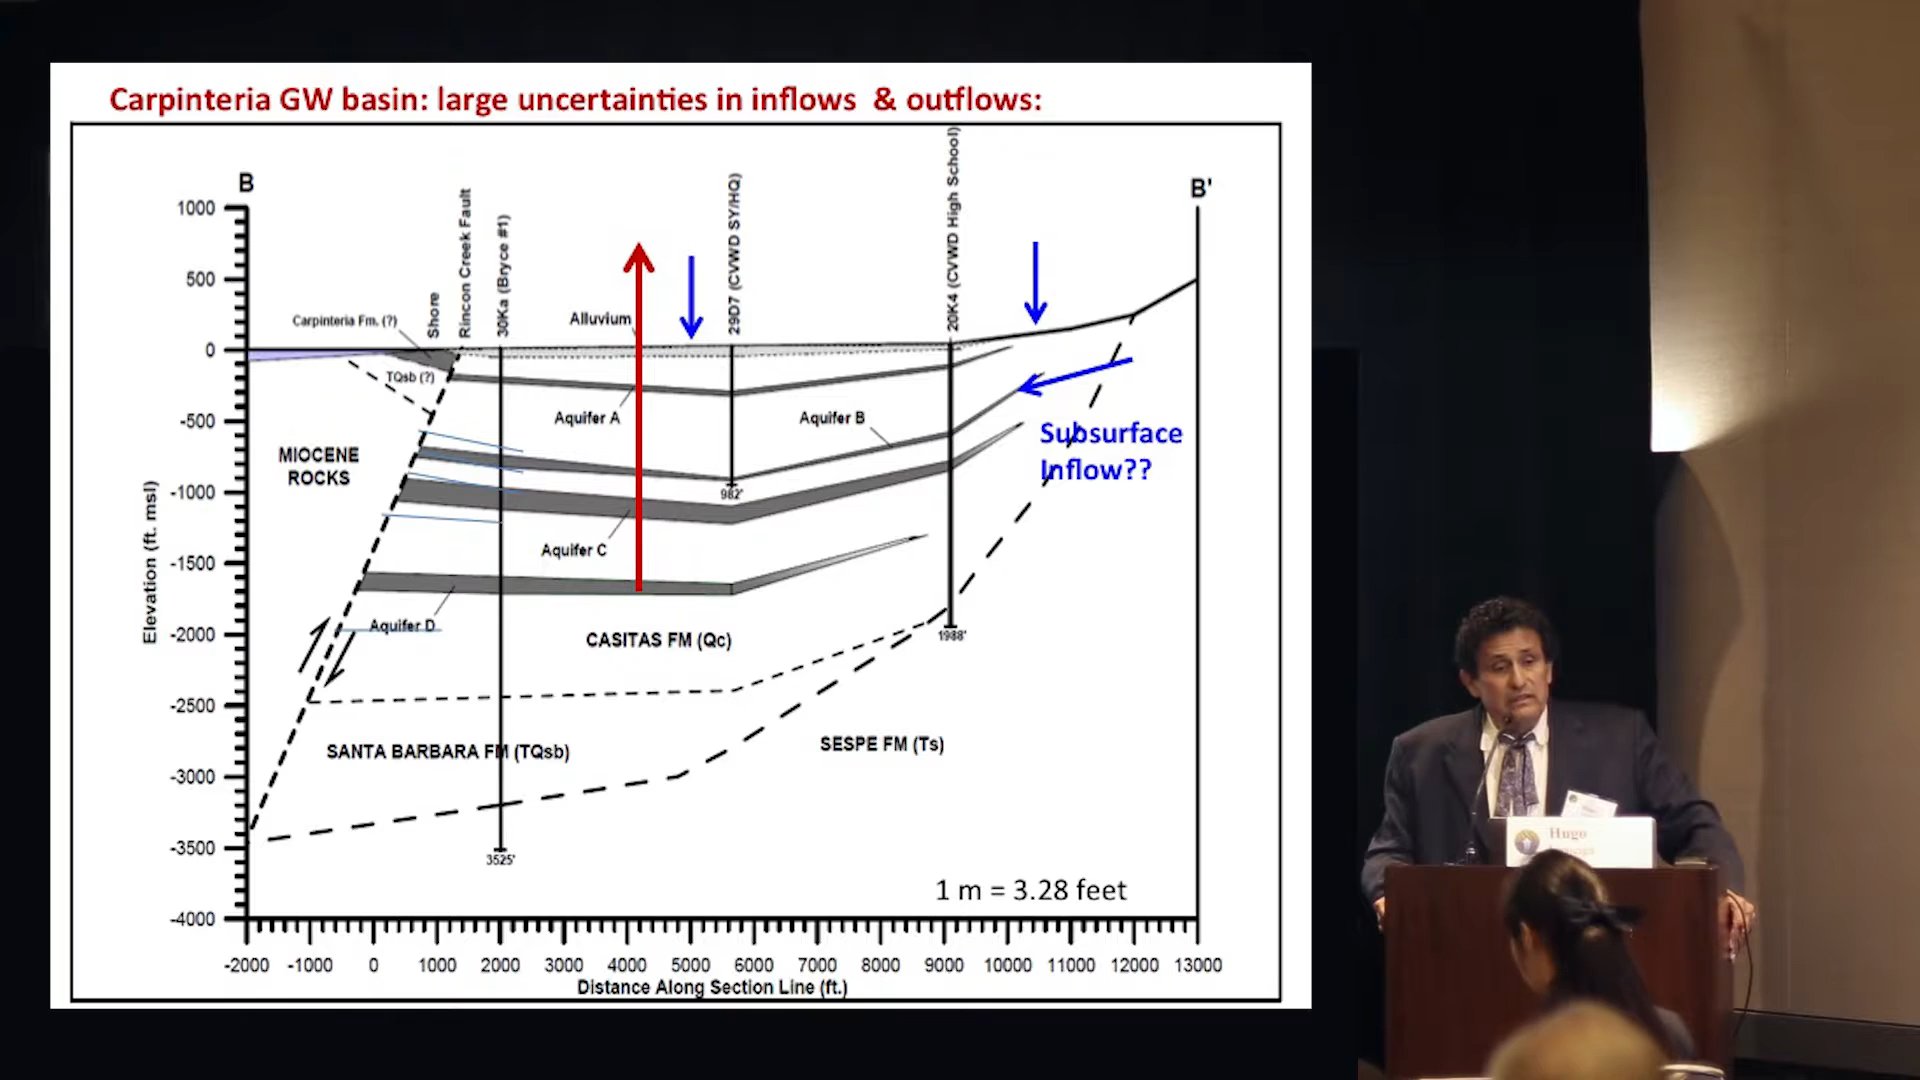 Carpinteria GW basin: large uncertainties in inflows & outflows:
B
B'
Shore
Rincon Creek Fault
30Ka (Bryce #1)
29D7 (CVWD SY/HQ)
20K4 (CVWD High School)
1000
500
0
-500
-1000
-1500
-2000
-2500
-3000
-3500
-4000
Elevation (ft. msl)
Carpinteria Fm. (?)
Alluvium
TQsb (?)
Aquifer A
Aquifer B
Subsurface
Inflow??
MIOCENE
ROCKS
982'
Aquifer C
Aquifer D
CASITAS FM (Qc)
1988'
SANTA BARBARA FM (TQsb)
SESPE FM (Ts)
3525'
1 m = 3.28 feet
-2000 -1000 0 1000 2000 3000 4000 5000 6000 7000 8000 9000 10000 11000 12000 13000
Distance Along Section Line (ft.)
Hugo